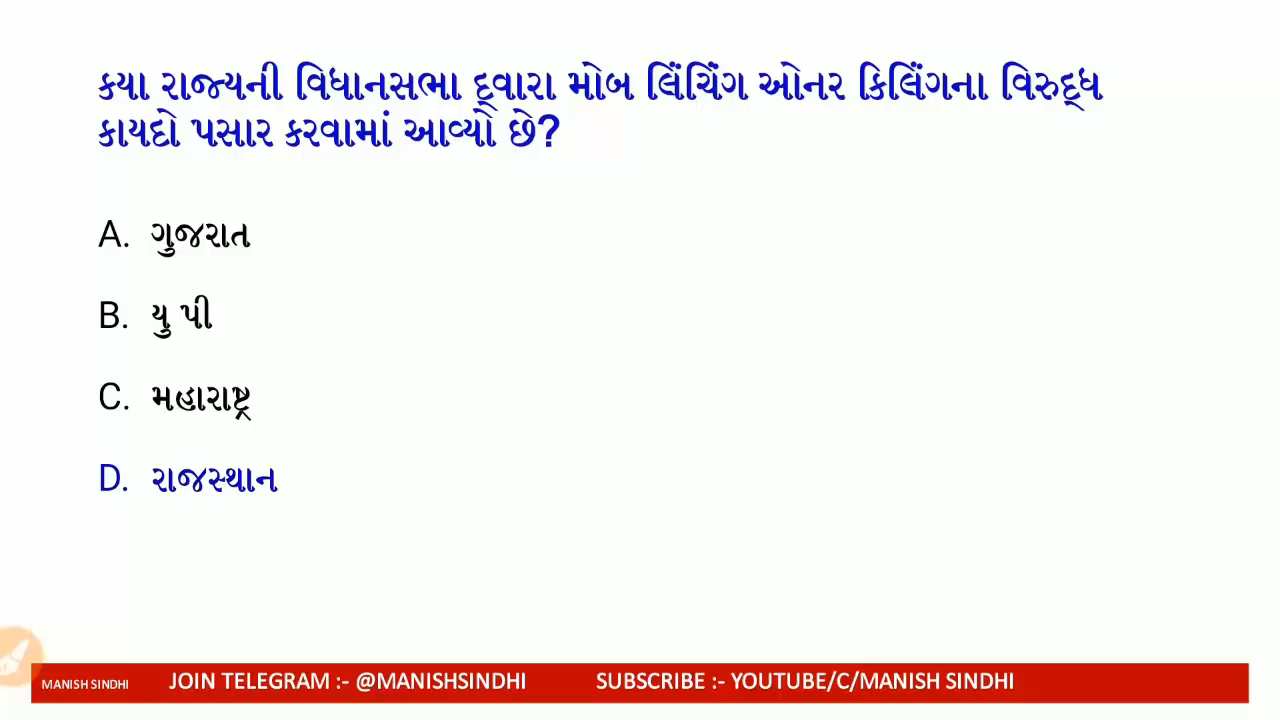 કયા રાજ્યની વિધાનસભા દ્વારા મોબ લિંચિંગ ઓનર કિલિંગના વિરુદ્ધ
કાયદો પસાર કરવામાં આવ્યો છે?
A. ગુજરાત
B. યુ પી
C. મહારાષ્ટ્ર
D. રાજસ્થાન
MANISH SINDHI JOIN TELEGRAM :- @MANISHSINDHI SUBSCRIBE :- YOUTUBE/C/MANISH SINDHI